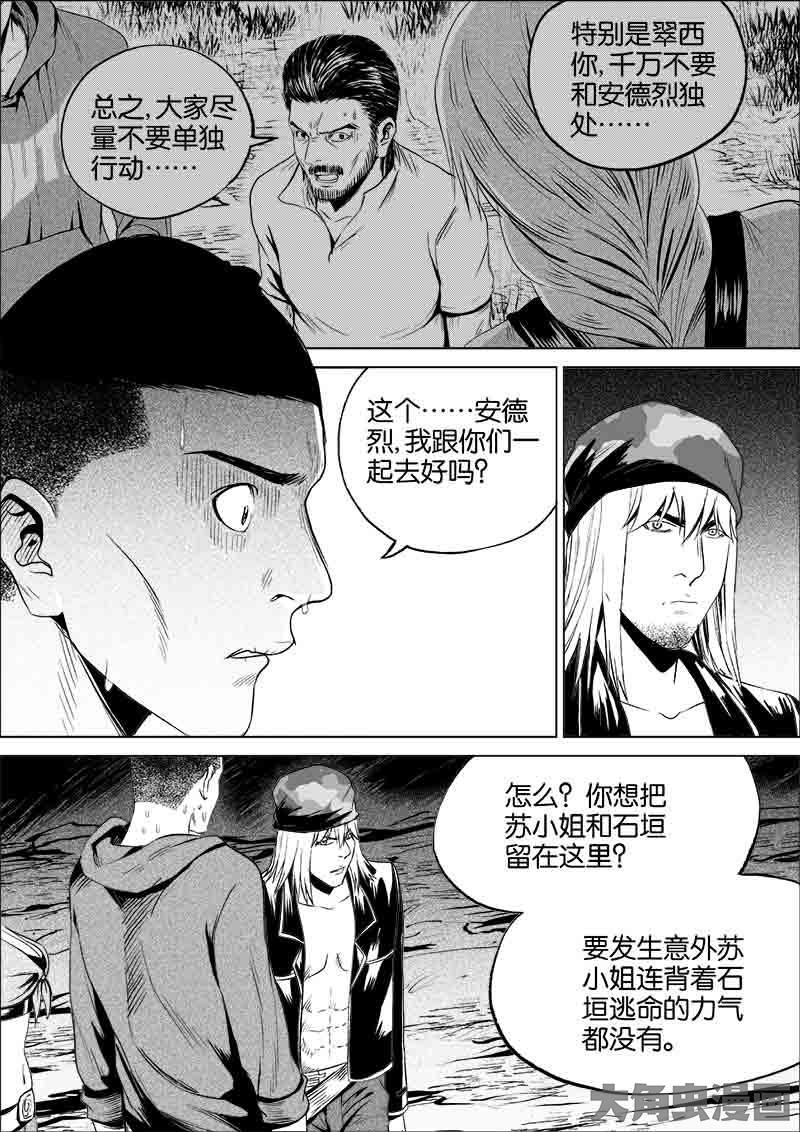 总之,大家尽
量不要单独
行动……
特别是翠西
你,千万不要
和安德烈独
处……
这个……安德
烈,我跟你们一
起去好吗？
怎么？你想把
苏小姐和石垣
留在这里？
要发生意外苏
小姐连背着石
垣逃命的力气
都没有。
大角虫漫画